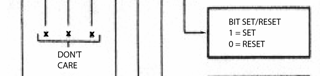 x x x
DON'T
CARE
BIT SET/RESET
1 = SET
0 = RESET